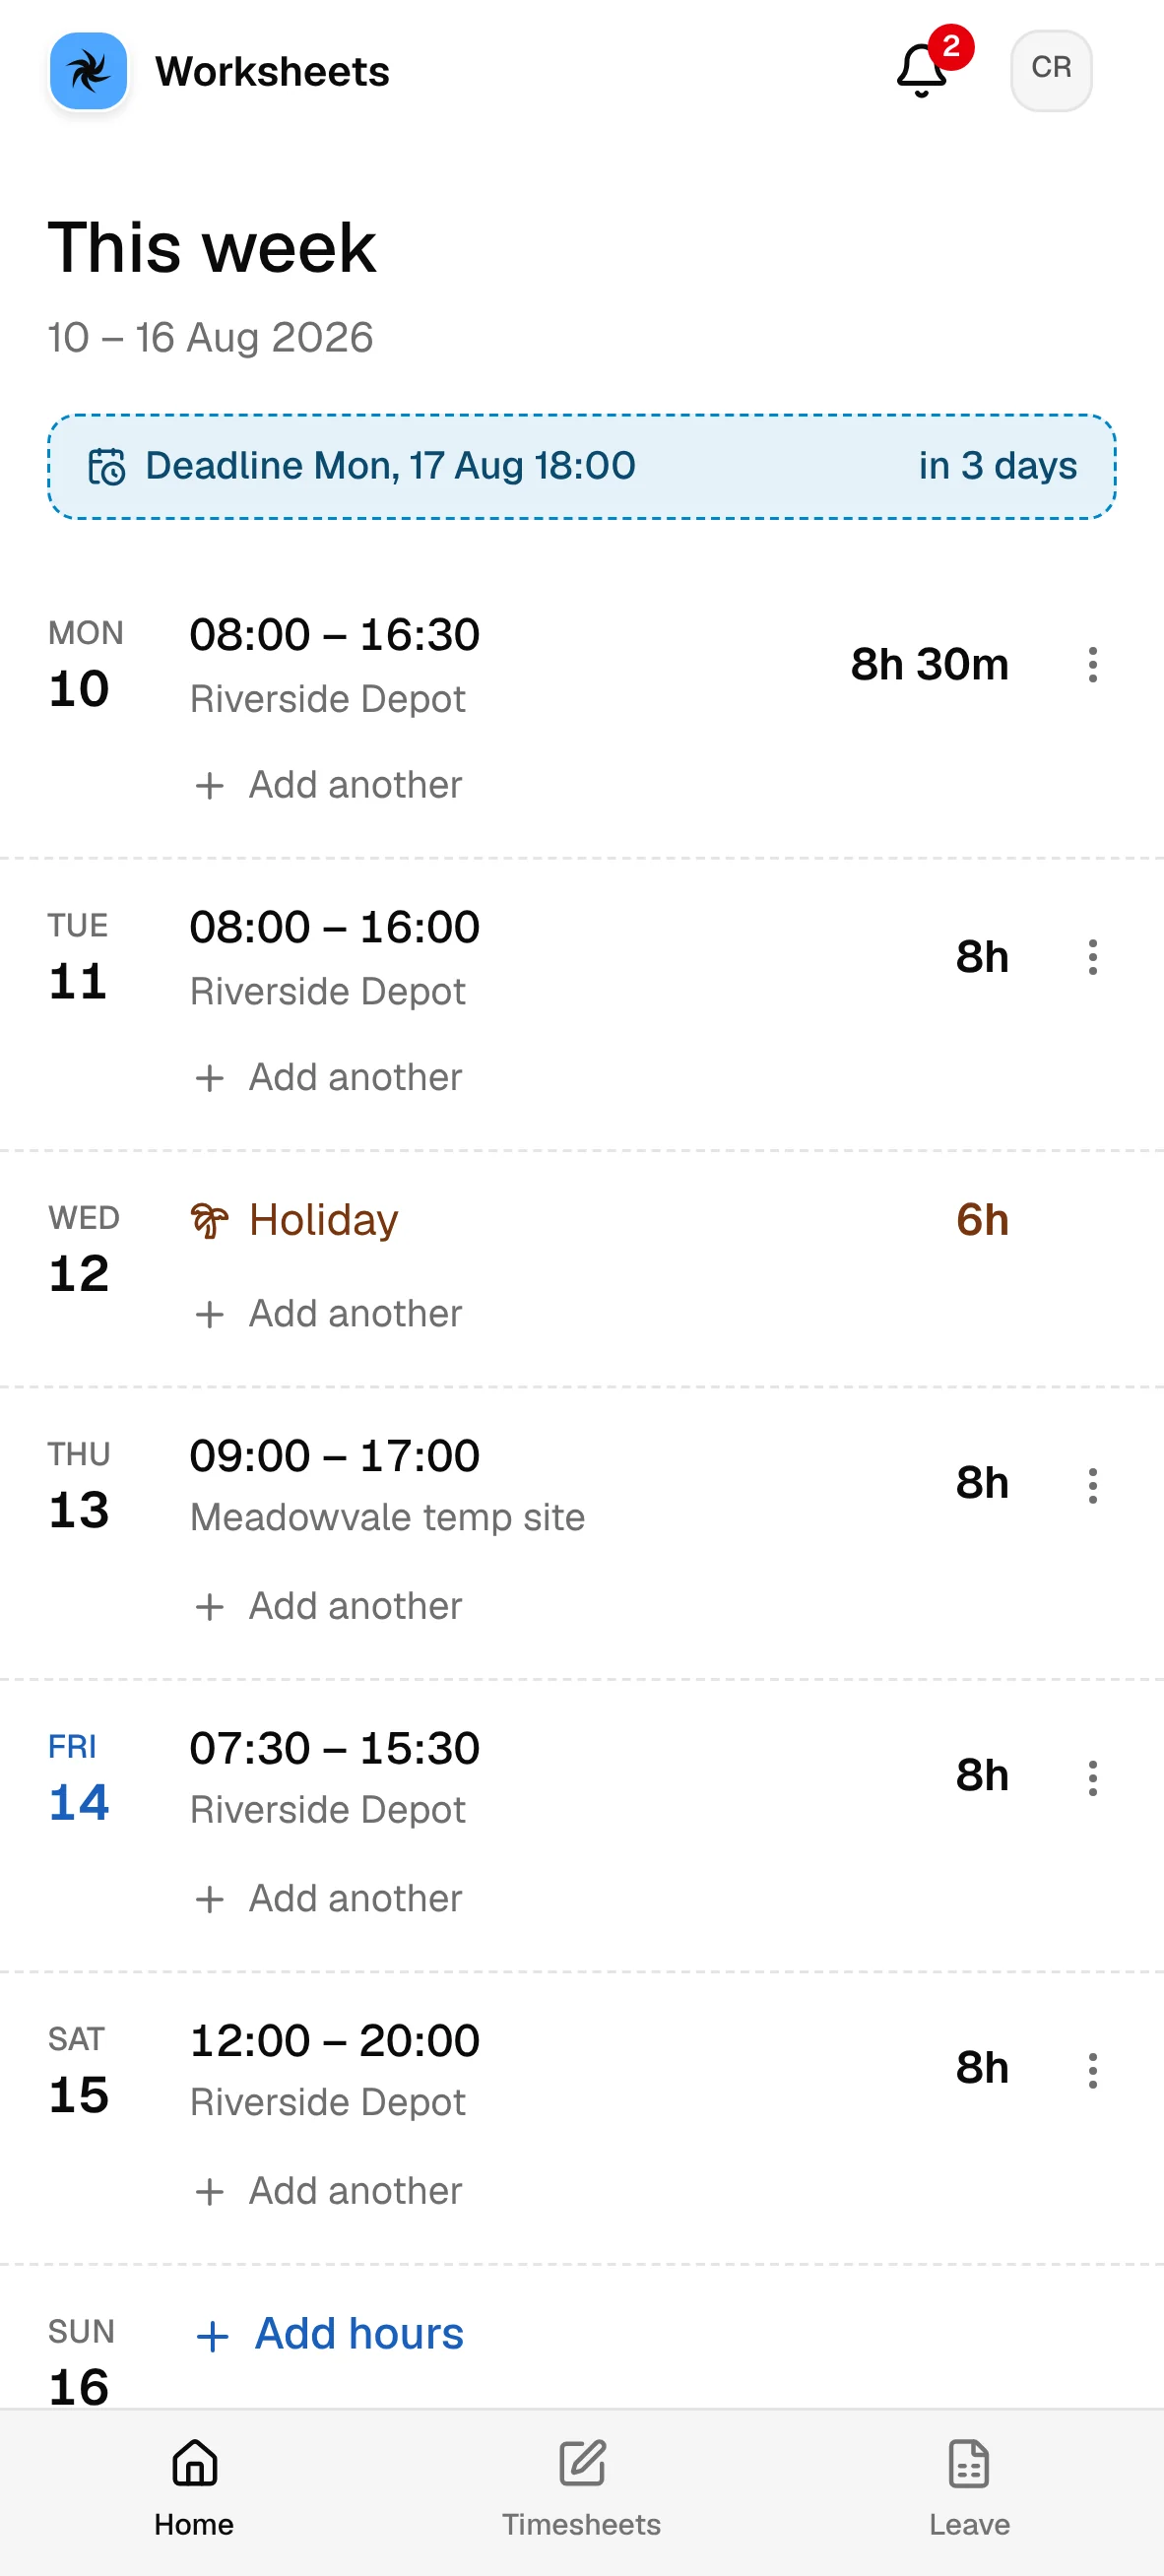 Worksheets
2
CR
This week
10 – 16 Aug 2026
Deadline Mon, 17 Aug 18:00 in 3 days
MON
10
08:00 – 16:30
Riverside Depot
8h 30m
+ Add another
TUE
11
08:00 – 16:00
Riverside Depot
8h
+ Add another
WED
12
Holiday
6h
+ Add another
THU
13
09:00 – 17:00
Meadowvale temp site
8h
+ Add another
FRI
14
07:30 – 15:30
Riverside Depot
8h
+ Add another
SAT
15
12:00 – 20:00
Riverside Depot
8h
+ Add another
SUN
16
+ Add hours
Home
Timesheets
Leave